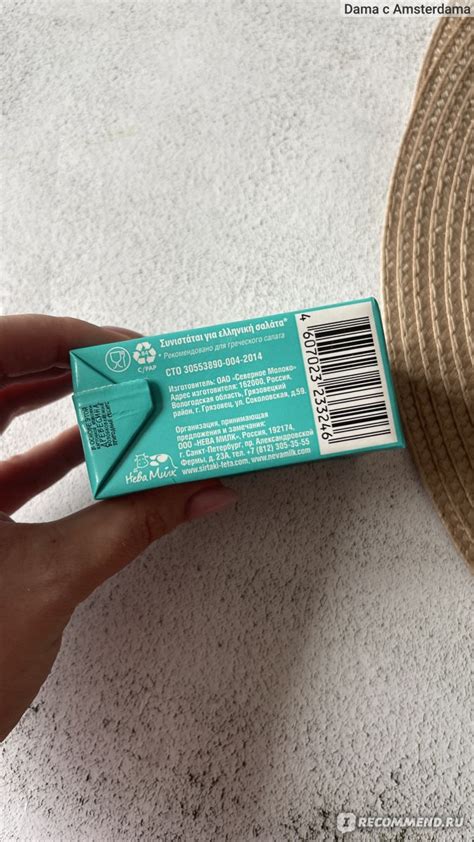 Dama c Amsterdama
Συνιστάται για ελληνική σαλάτα*
* Рекомендовано для греческого салата
СТО 30553890-004-2014
Изготовитель: ОАО «Северное Молоко»
Адрес изготовителя: 162000, Россия,
Вологодская область, Грязовецкий
район, г. Грязовец, ул. Соколовская, д.59.
Организация, принимающая
предложения и замечания:
ООО «НЕВА МИЛК», Россия, 192174,
г. Санкт-Петербург, пр. Александровской
Фермы, д. 23А, тел. +7 (812) 305-35-55
www.sirtaki-feta.com, www.nevamilk.com
C/PAP
Нева Милк
4 607023 233246
IRECOMMEND.RU